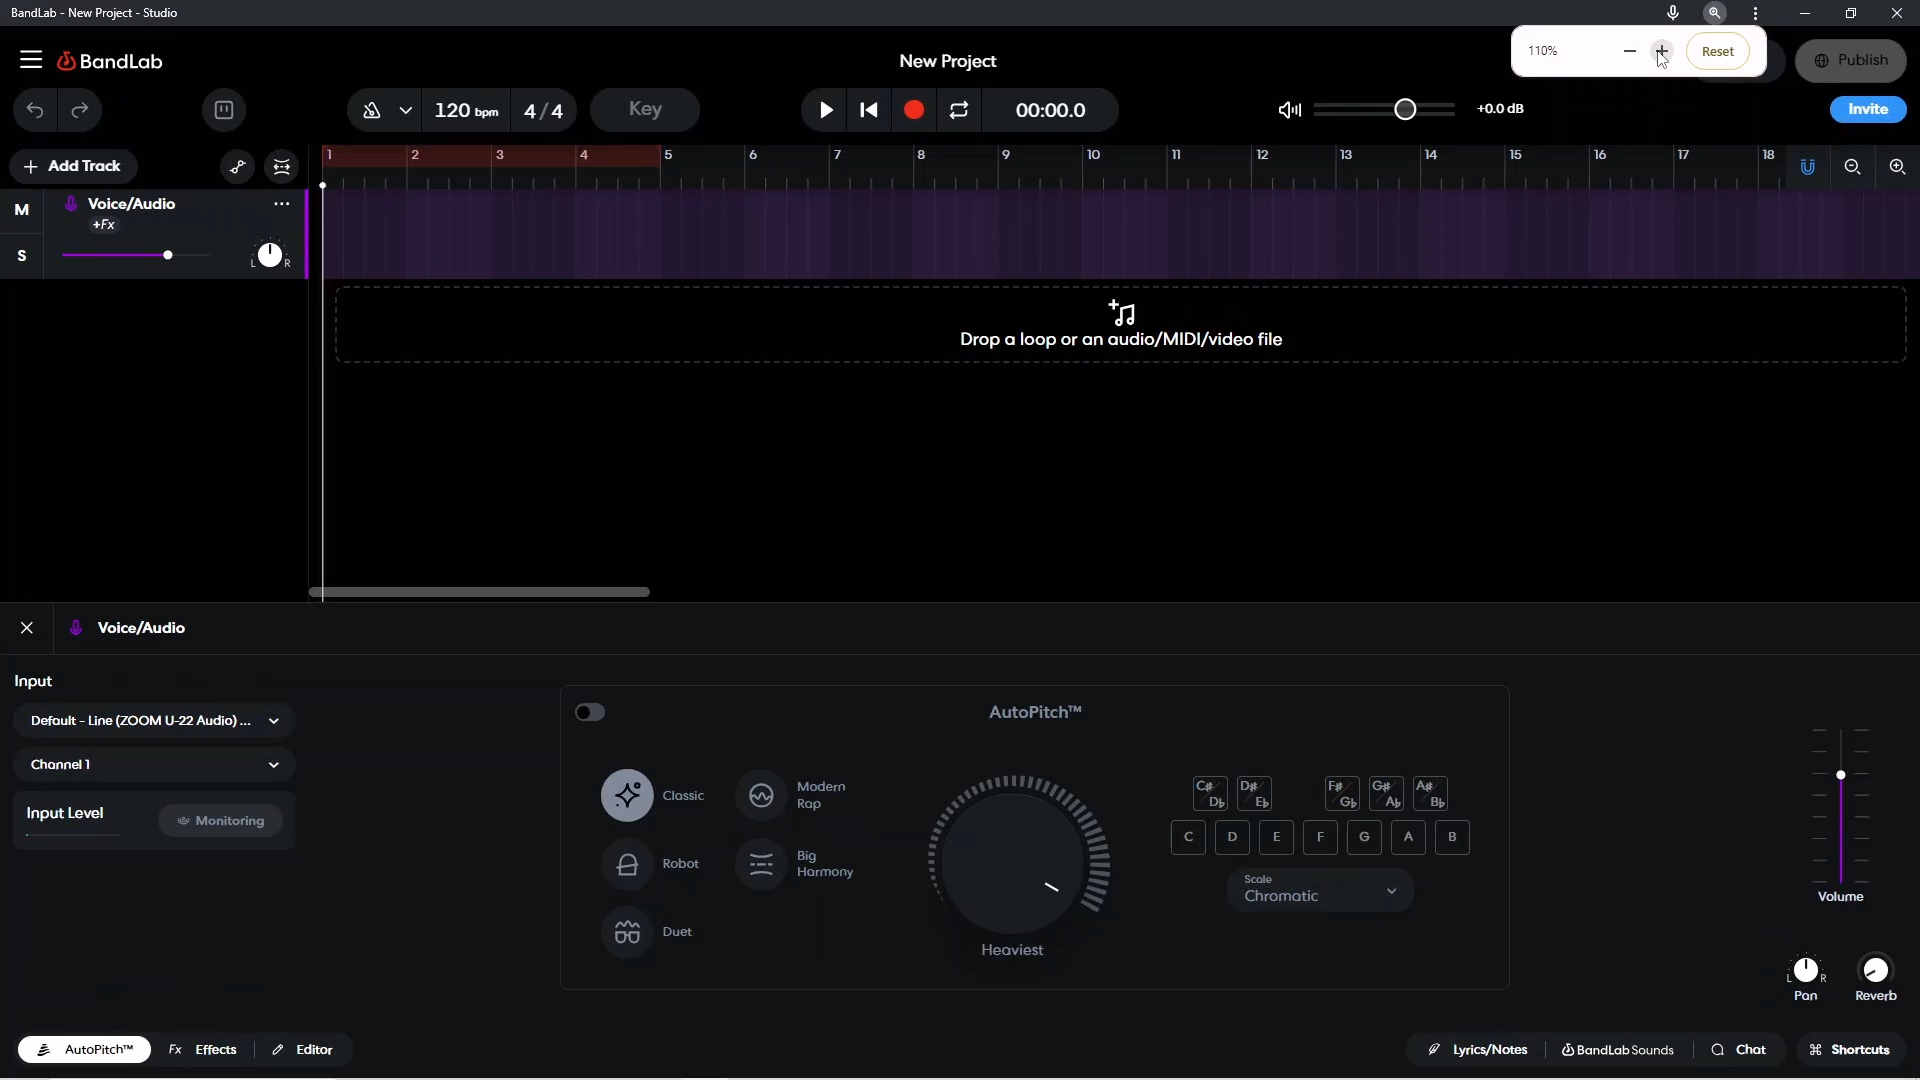 BandLab - New Project - Studio
110%
Reset
BandLab
New Project
Publish
120 bpm
4/4
Key
00:00.0
+0.0 dB
Invite
Add Track
1 2 3 4 5 6 7 8 9 10 11 12 13 14 15 16 17 18
M
Voice/Audio
+Fx
S
L R
Drop a loop or an audio/MIDI/video file
Voice/Audio
Input
Default - Line (ZOOM U-22 Audio) ...
Channel 1
Input Level
Monitoring
AutoPitch™
Classic
Modern
Rap
Robot
Big
Harmony
Duet
Heaviest
C# Db D# Eb F# Gb G# Ab A# Bb
C D E F G A B
Scale
Chromatic
Volume
L R
Pan
Reverb
AutoPitch™
Fx Effects
Editor
Lyrics/Notes
BandLab Sounds
Chat
Shortcuts